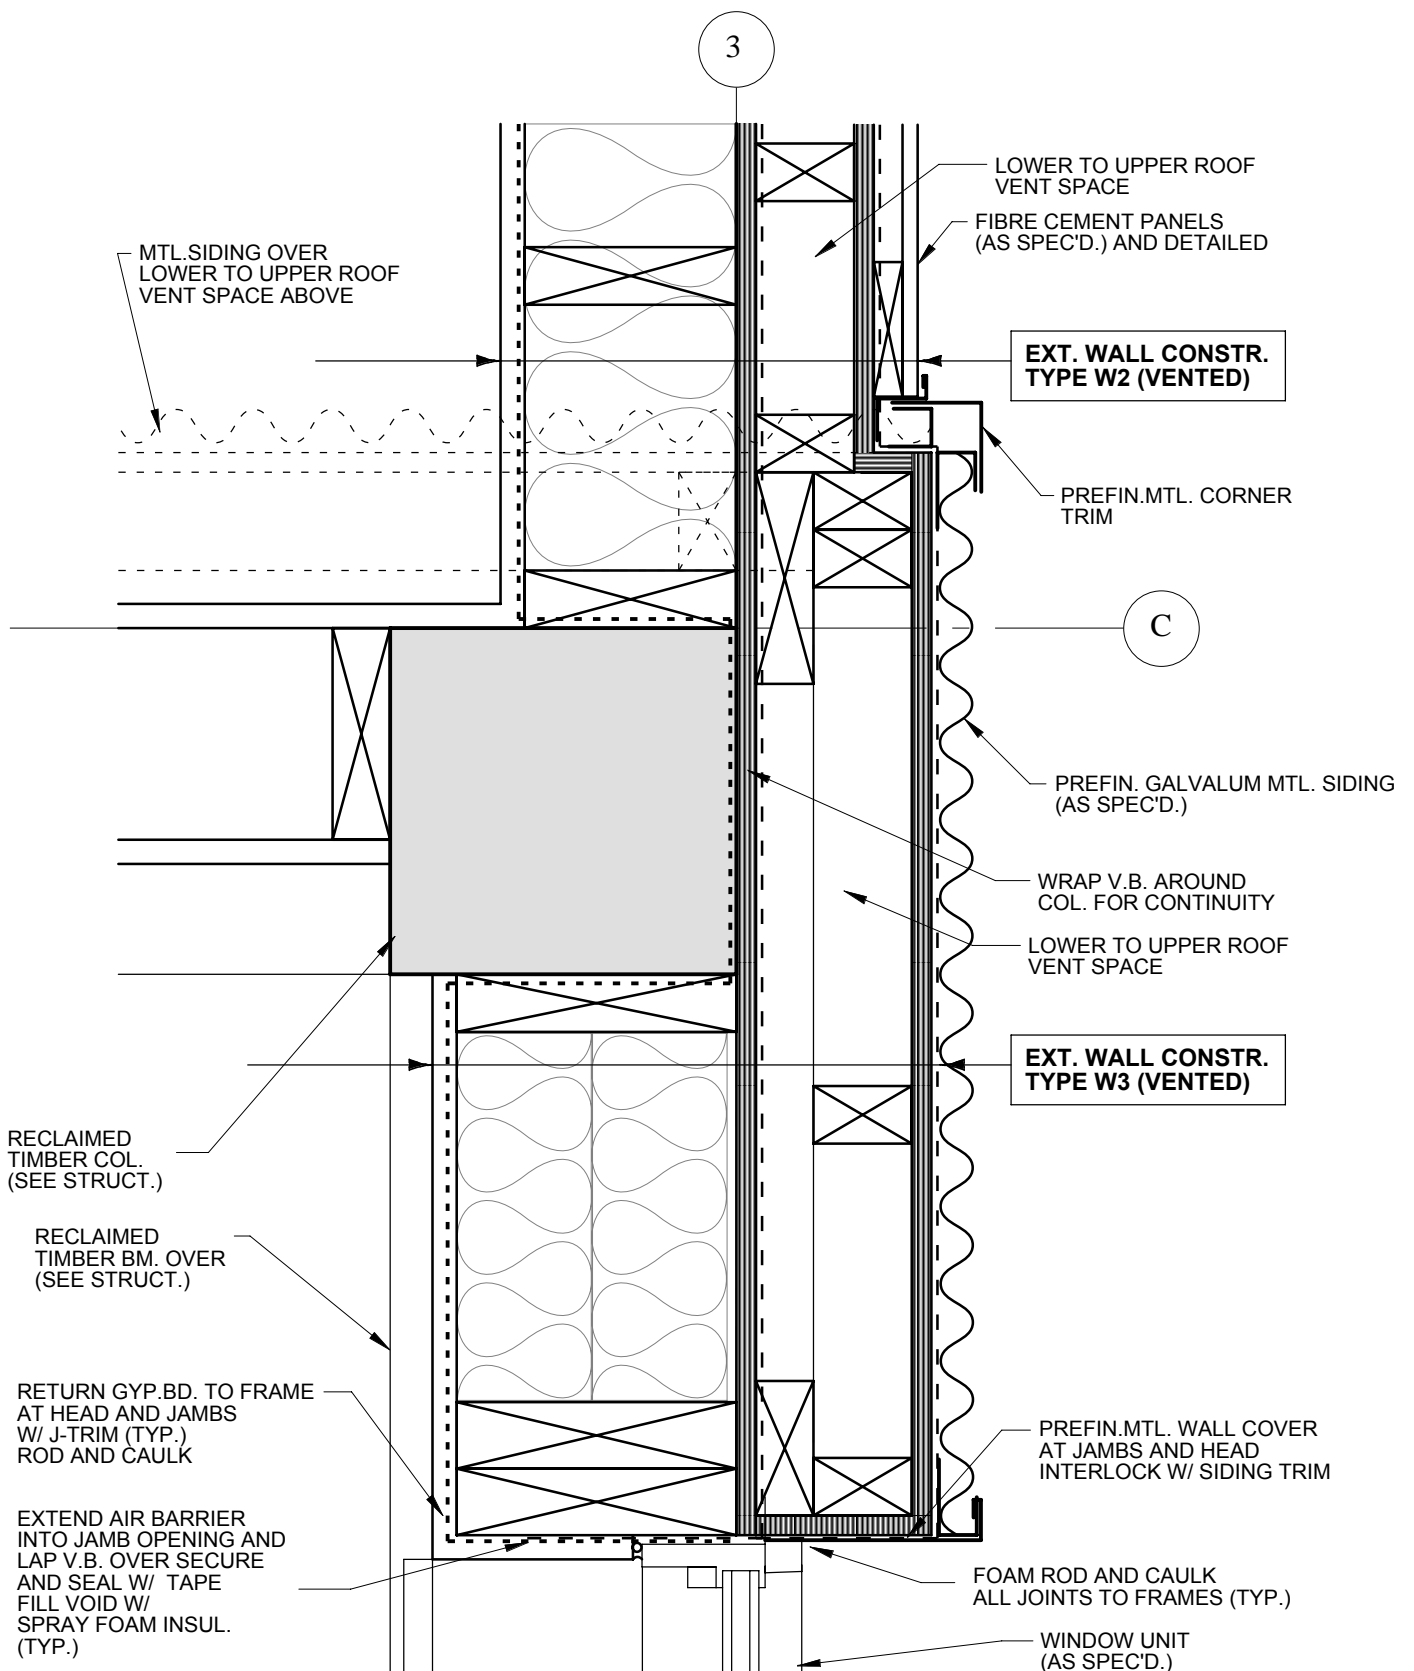 3
LOWER TO UPPER ROOF
VENT SPACE
FIBRE CEMENT PANELS
(AS SPEC'D.) AND DETAILED
MTL.SIDING OVER
LOWER TO UPPER ROOF
VENT SPACE ABOVE
EXT. WALL CONSTR.
TYPE W2 (VENTED)
PREFIN.MTL. CORNER
TRIM
C
PREFIN. GALVALUM MTL. SIDING
(AS SPEC'D.)
WRAP V.B. AROUND
COL. FOR CONTINUITY
LOWER TO UPPER ROOF
VENT SPACE
EXT. WALL CONSTR.
TYPE W3 (VENTED)
RECLAIMED
TIMBER COL.
(SEE STRUCT.)
RECLAIMED
TIMBER BM. OVER
(SEE STRUCT.)
RETURN GYP.BD. TO FRAME
AT HEAD AND JAMBS
W/ J-TRIM (TYP.)
ROD AND CAULK
PREFIN.MTL. WALL COVER
AT JAMBS AND HEAD
INTERLOCK W/ SIDING TRIM
EXTEND AIR BARRIER
INTO JAMB OPENING AND
LAP V.B. OVER SECURE
AND SEAL W/ TAPE
FILL VOID W/
SPRAY FOAM INSUL.
(TYP.)
FOAM ROD AND CAULK
ALL JOINTS TO FRAMES (TYP.)
WINDOW UNIT
(AS SPEC'D.)